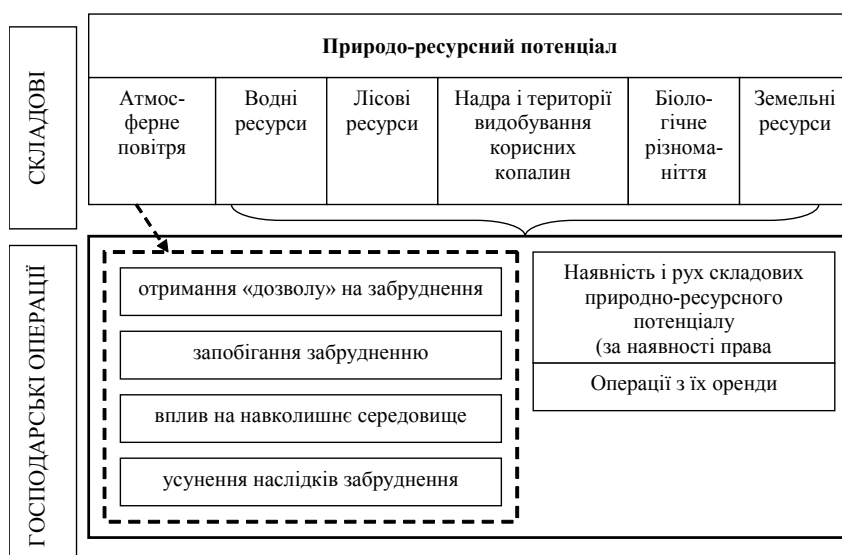 СКЛАДОВІ
Природо-ресурсний потенціал
Атмос-
ферне
повітря
Водні
ресурси
Лісові
ресурси
Надра і території
видобування
корисних
копалин
Біоло-
гічне
різнома-
ніття
Земельні
ресурси
ГОСПОДАРСЬКІ ОПЕРАЦІЇ
отримання «дозволу» на забруднення
запобігання забрудненню
вплив на навколишнє середовище
усунення наслідків забруднення
Наявність і рух складових
природно-ресурсного
потенціалу
(за наявності права
Операції з їх оренди